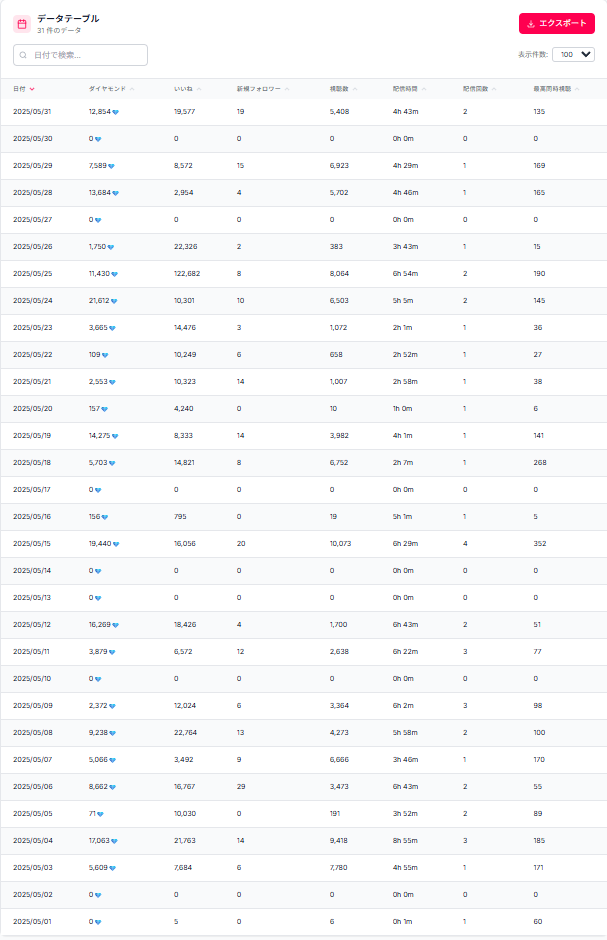 データテーブル
31 件のデータ
エクスポート
日付で検索...
表示件数: 100
日付 ダイヤモンド いいね 新規フォロワー 視聴数 配信時間 配信回数 最高同時視聴
2025/05/31 12,854 19,577 19 5,408 4h 43m 2 135
2025/05/30 0 0 0 0 0h 0m 0 0
2025/05/29 7,589 8,572 15 6,923 4h 29m 1 169
2025/05/28 13,684 2,954 4 5,702 4h 46m 1 165
2025/05/27 0 0 0 0 0h 0m 0 0
2025/05/26 1,750 22,326 2 383 3h 43m 1 15
2025/05/25 11,430 122,682 8 8,064 6h 54m 2 190
2025/05/24 21,612 10,301 10 6,503 5h 5m 2 145
2025/05/23 3,665 14,476 3 1,072 2h 1m 1 36
2025/05/22 109 10,249 6 658 2h 52m 1 27
2025/05/21 2,553 10,323 14 1,007 2h 58m 1 38
2025/05/20 157 4,240 0 10 1h 0m 1 6
2025/05/19 14,275 8,333 14 3,982 4h 1m 1 141
2025/05/18 5,703 14,821 8 6,752 2h 7m 1 268
2025/05/17 0 0 0 0 0h 0m 0 0
2025/05/16 156 795 0 19 5h 1m 1 5
2025/05/15 19,440 16,056 20 10,073 6h 29m 4 352
2025/05/14 0 0 0 0 0h 0m 0 0
2025/05/13 0 0 0 0 0h 0m 0 0
2025/05/12 16,269 18,426 4 1,700 6h 43m 2 51
2025/05/11 3,879 6,572 12 2,638 6h 22m 3 77
2025/05/10 0 0 0 0 0h 0m 0 0
2025/05/09 2,372 12,024 6 3,364 6h 2m 3 98
2025/05/08 9,238 22,764 13 4,273 5h 58m 2 100
2025/05/07 5,066 3,492 9 6,666 3h 46m 1 170
2025/05/06 8,662 16,767 29 3,473 6h 43m 2 55
2025/05/05 71 10,030 0 191 3h 52m 2 89
2025/05/04 17,063 21,763 14 9,418 8h 55m 3 185
2025/05/03 5,609 7,684 6 7,780 4h 55m 1 171
2025/05/02 0 0 0 0 0h 0m 0 0
2025/05/01 0 5 0 6 0h 1m 1 60